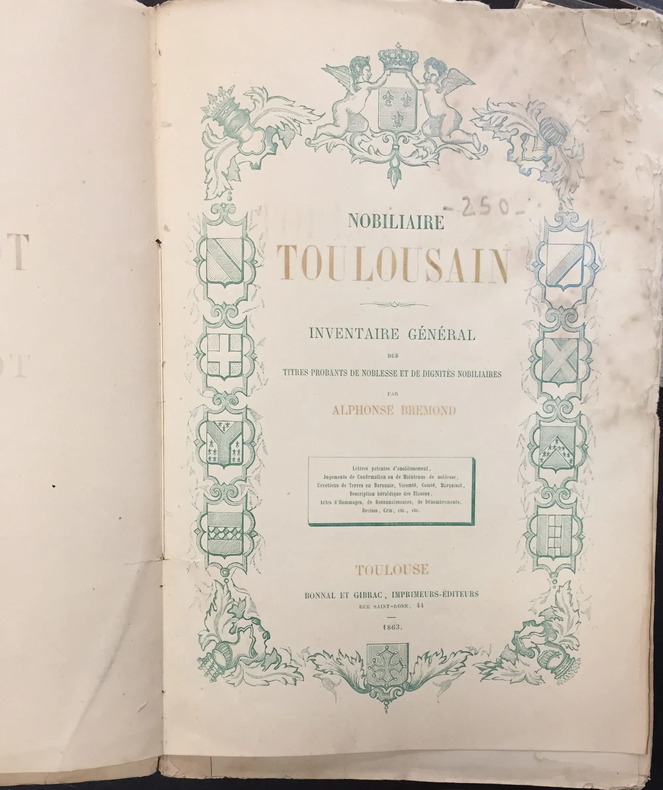 - 250 -
NOBILIAIRE
TOULOUSAIN
INVENTAIRE GÉNÉRAL
DES
TITRES PROBANTS DE NOBLESSE ET DE DIGNITÉS NOBILIAIRES
PAR
ALPHONSE BREMOND
Lettres patentes d'anoblissement,
Jugements de Confirmation ou de Maintenue de noblesse,
Érections de Terres en Baronnie, Vicomté, Comté, Marquisat,
Description héraldique des Blasons,
Actes d'Hommages, de Reconnaissances, de Dénombrements,
Devises, Cris, etc., etc.
TOULOUSE
BONNAL ET GIBRAC, IMPRIMEURS-ÉDITEURS
RUE SAINT-ROME, 44
1863.